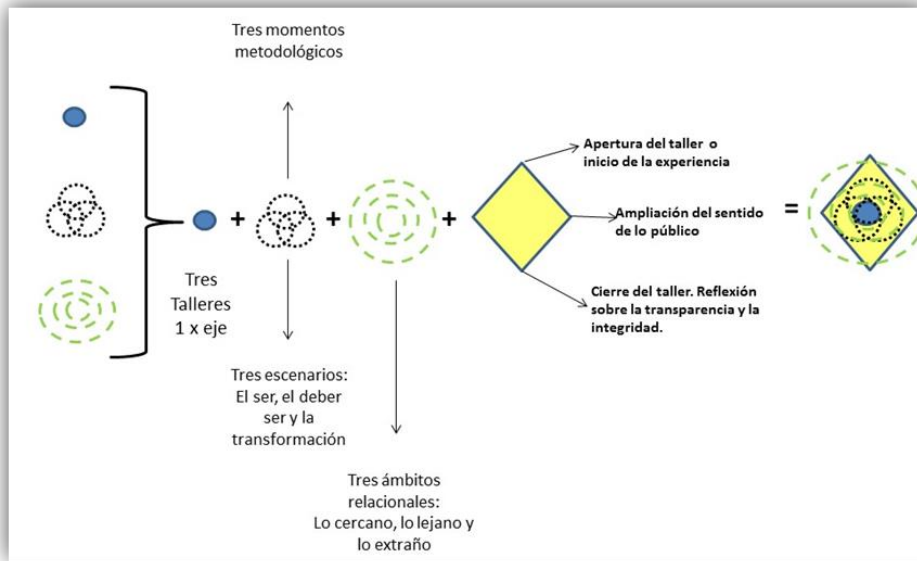 Tres momentos
metodológicos
Apertura del taller o
inicio de la experiencia
+
+
+
Ampliación del sentido
de lo público
=
Tres
Talleres
1 x eje
Cierre del taller. Reflexión
sobre la transparencia y la
integridad.
Tres escenarios:
El ser, el deber
ser y la
transformación
Tres ámbitos
relacionales:
Lo cercano, lo lejano y
lo extraño